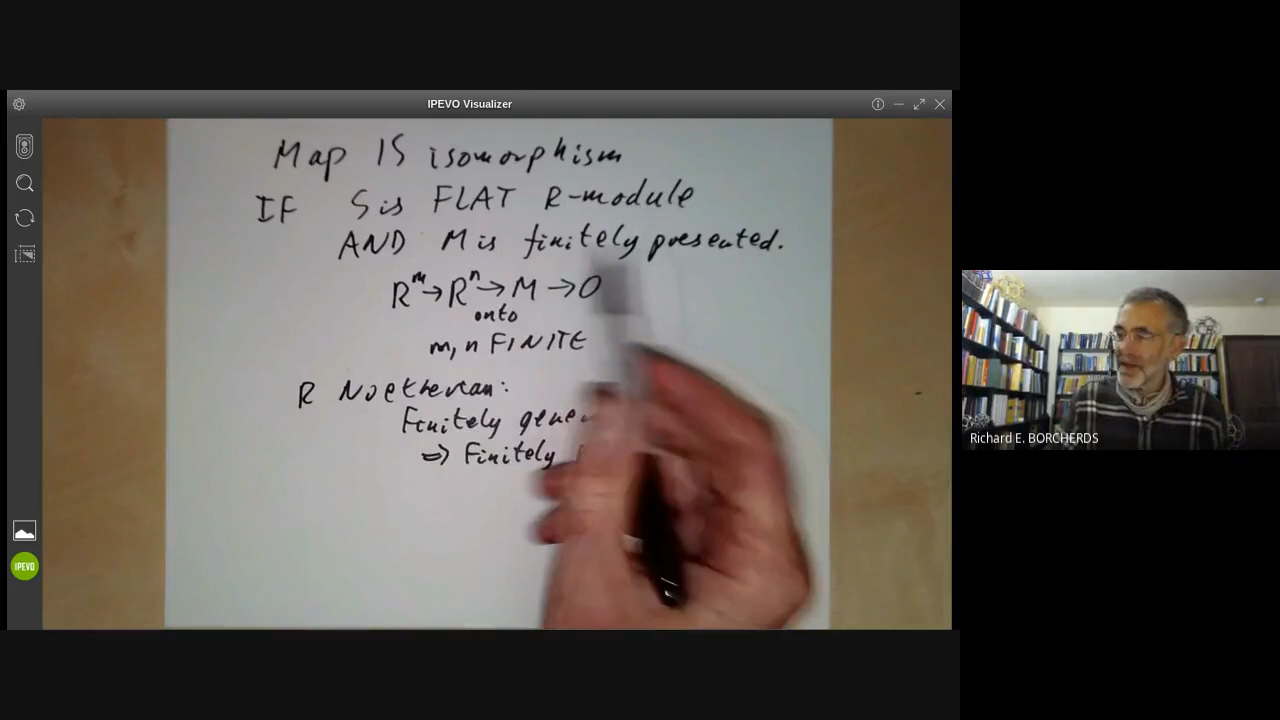 IPEVO Visualizer
Map IS isomorphism
IF S is FLAT R-module
AND M is finitely presented.
R^m → R^n → M → 0
onto
m, n FINITE
R Noetherian:
Finitely
⇒ Finitely
IPEVO
Richard E. BORCHERDS